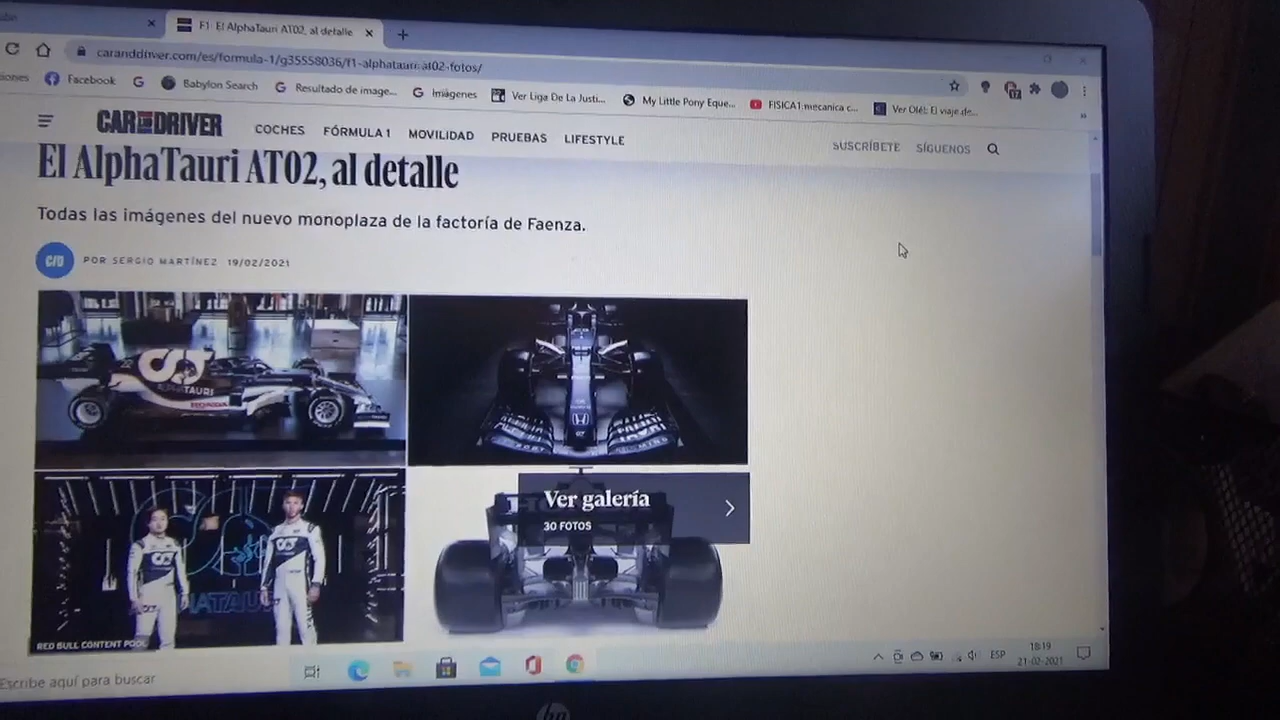 F1: El AlphaTauri AT02, al detalle
caranddriver.com/es/formula-1/g35558036/f1-alphatauri-at02-fotos/
Facebook
Babylon Search
Resultado de image...
Imágenes
Ver Liga De La Justi...
My Little Pony Eque...
FISICA1:mecanica c...
Ver Olé!: El viaje de...
CAR AND DRIVER
COCHES FÓRMULA 1 MOVILIDAD PRUEBAS LIFESTYLE
SUSCRÍBETE SÍGUENOS
El AlphaTauri AT02, al detalle
Todas las imágenes del nuevo monoplaza de la factoría de Faenza.
C/D
POR SERGIO MARTÍNEZ 19/02/2021
TAURI
HONDA
Ver galería
30 FOTOS
RED BULL CONTENT POOL
Escribe aquí para buscar
ESP
18:19
21-02-2021
hp